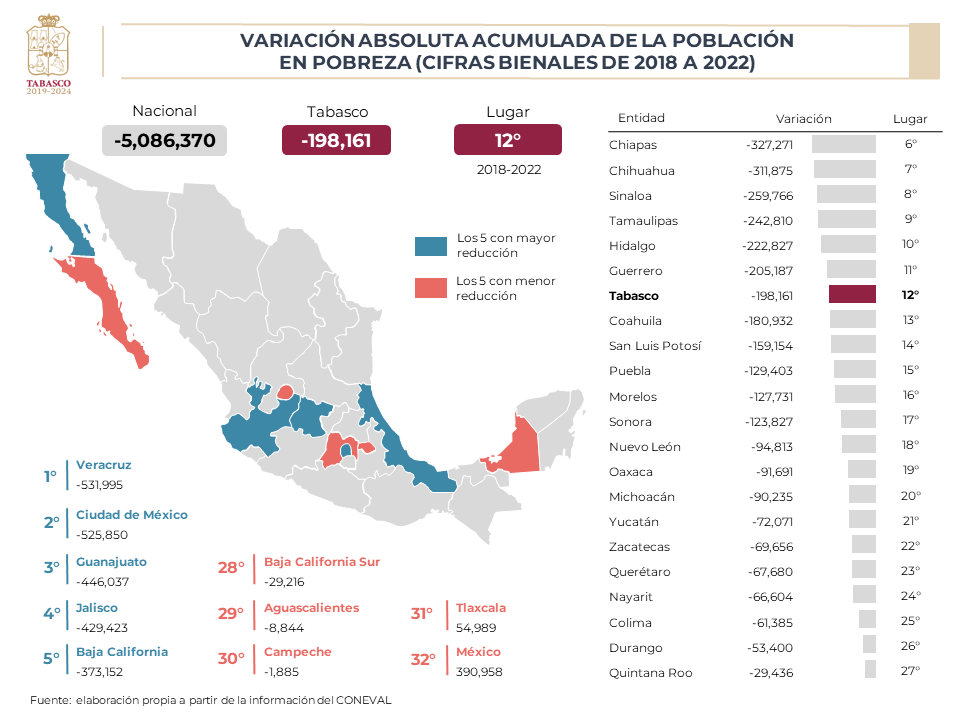 TABASCO
2019-2024
VARIACIÓN ABSOLUTA ACUMULADA DE LA POBLACIÓN
EN POBREZA (CIFRAS BIENALES DE 2018 A 2022)
Nacional
-5,086,370
Tabasco
-198,161
Lugar
12°
2018-2022
Los 5 con mayor
reducción
Los 5 con menor
reducción
1° Veracruz
-531,995
2° Ciudad de México
-525,850
3° Guanajuato
-446,037
4° Jalisco
-429,423
5° Baja California
-373,152
28° Baja California Sur
-29,216
29° Aguascalientes
-8,844
30° Campeche
-1,885
31° Tlaxcala
54,989
32° México
390,958
Entidad Variación Lugar
Chiapas -327,271 6°
Chihuahua -311,875 7°
Sinaloa -259,766 8°
Tamaulipas -242,810 9°
Hidalgo -222,827 10°
Guerrero -205,187 11°
Tabasco -198,161 12°
Coahuila -180,932 13°
San Luis Potosí -159,154 14°
Puebla -129,403 15°
Morelos -127,731 16°
Sonora -123,827 17°
Nuevo León -94,813 18°
Oaxaca -91,691 19°
Michoacán -90,235 20°
Yucatán -72,071 21°
Zacatecas -69,656 22°
Querétaro -67,680 23°
Nayarit -66,604 24°
Colima -61,385 25°
Durango -53,400 26°
Quintana Roo -29,436 27°
Fuente: elaboración propia a partir de la información del CONEVAL